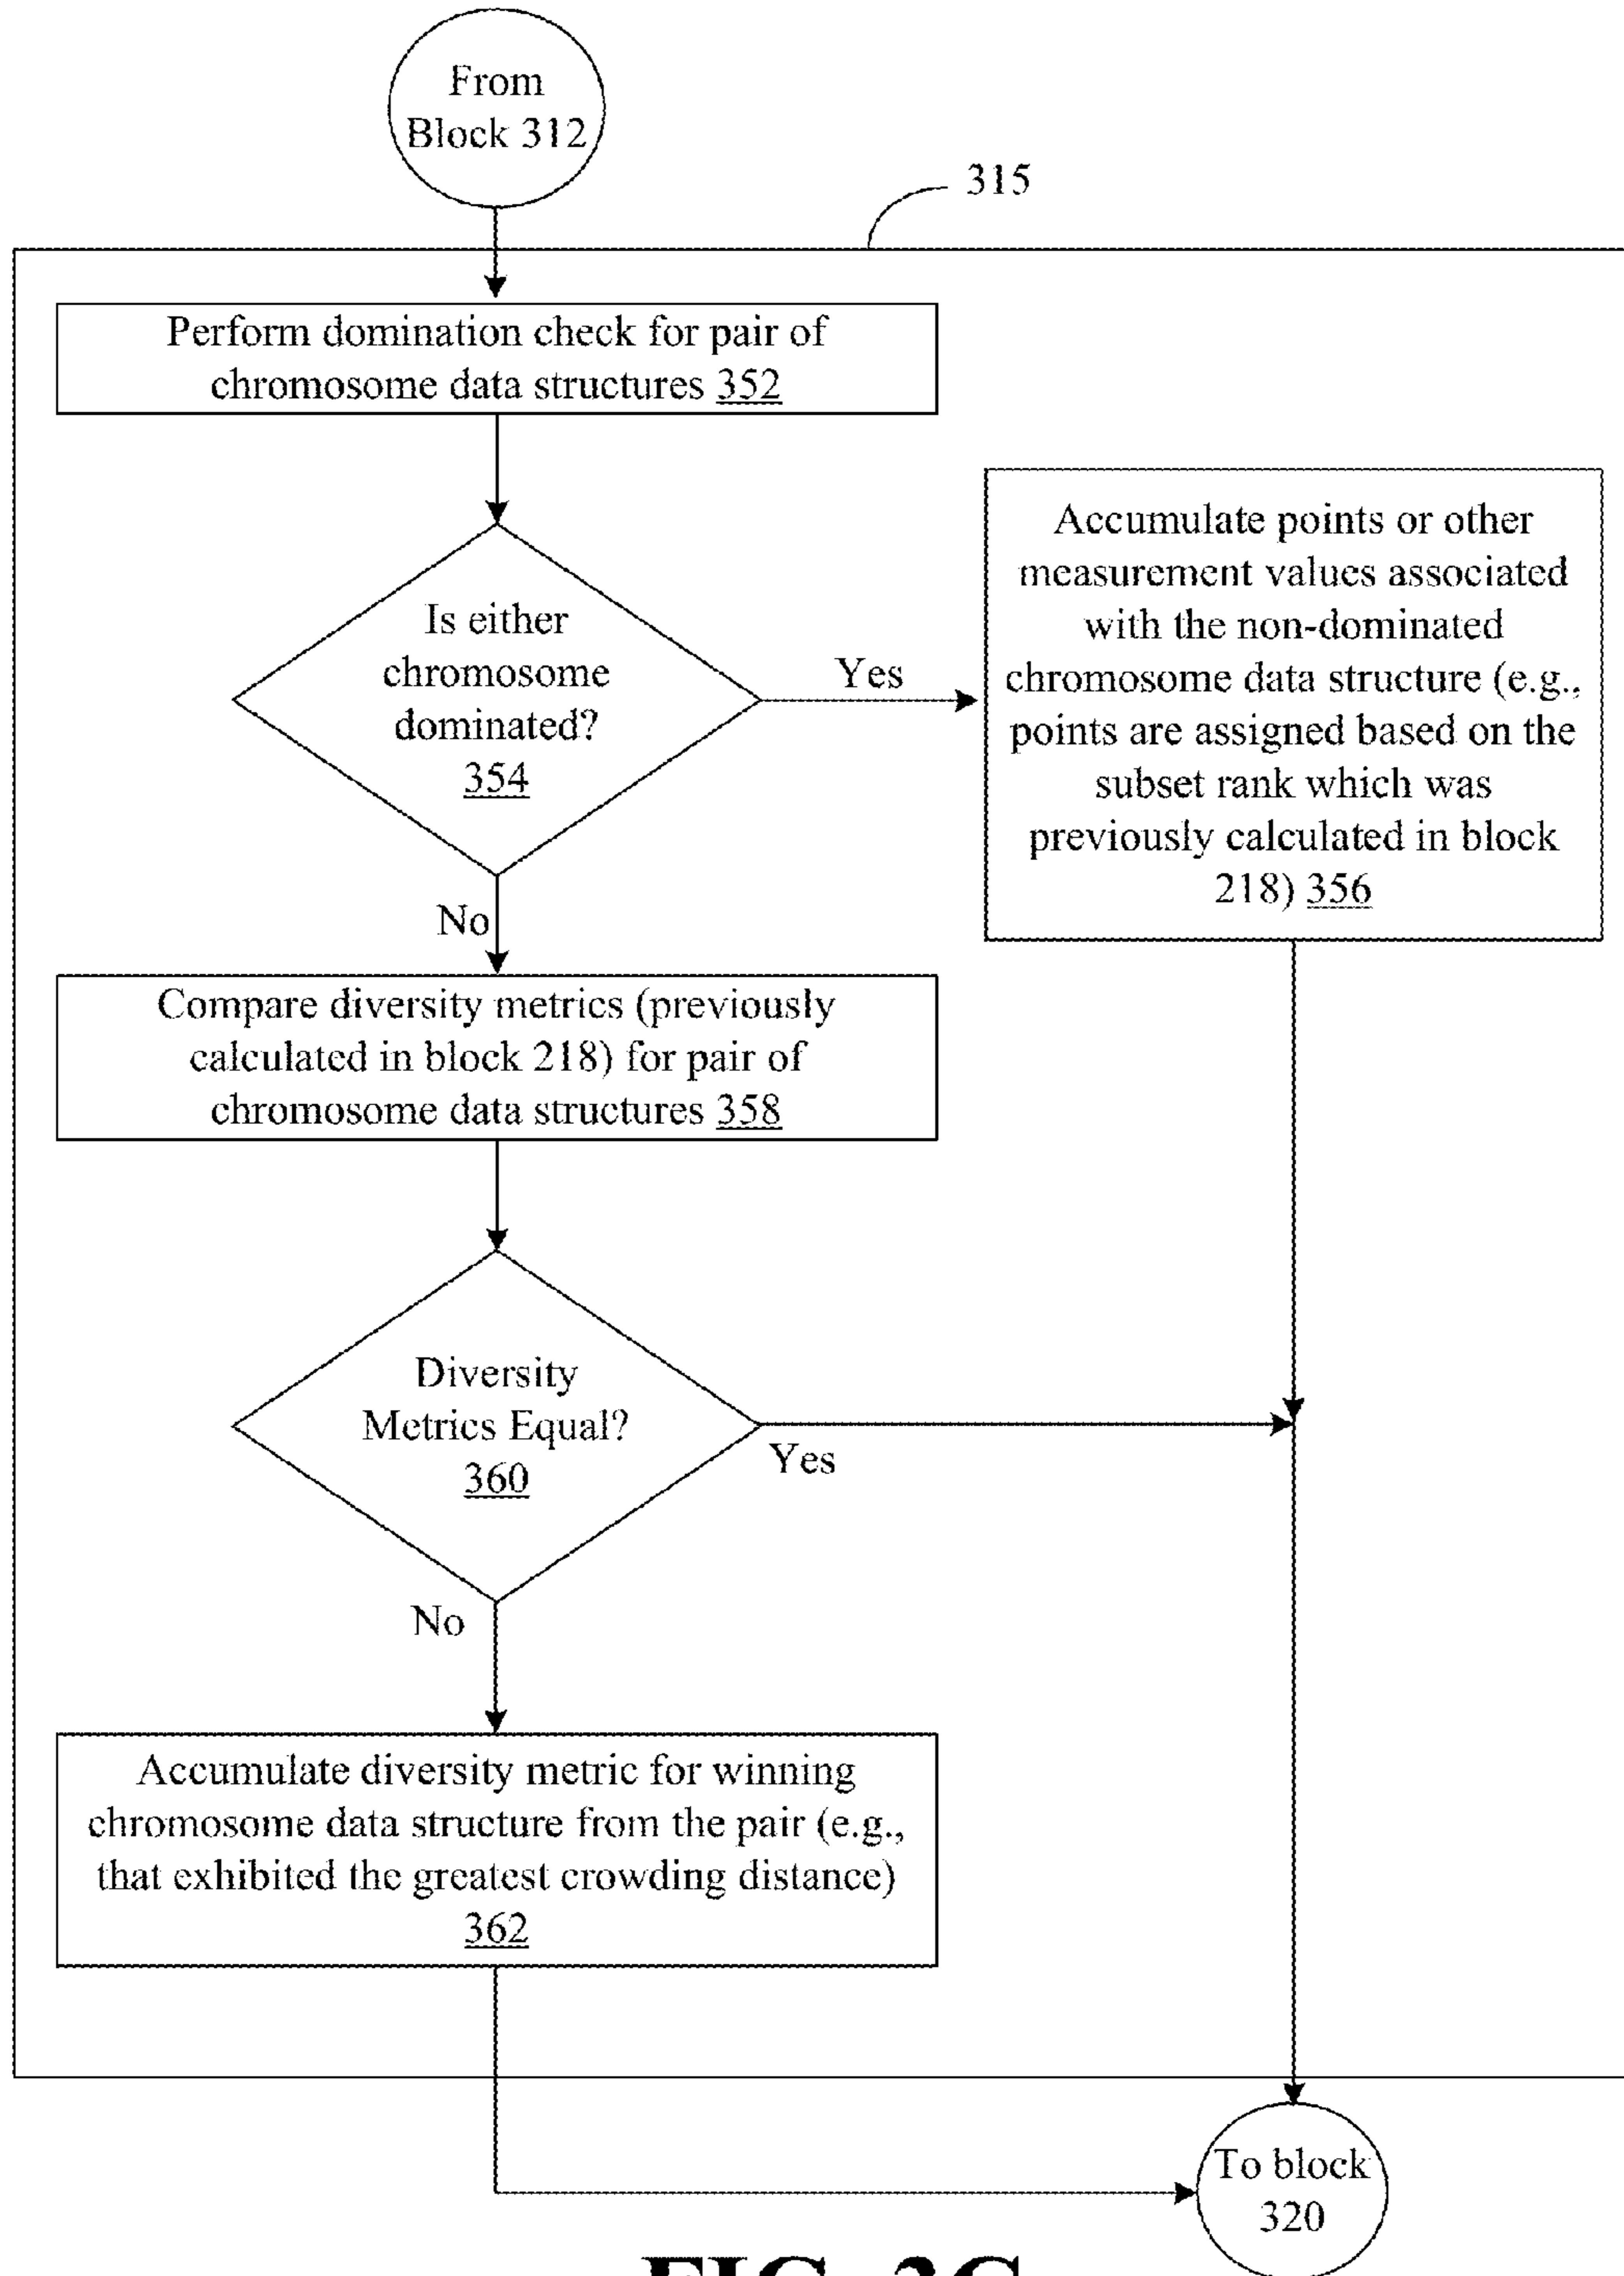 From
Block 312
315
Perform domination check for pair of
chromosome data structures 352
Is either
chromosome
dominated?
354
Yes
Accumulate points or other
measurement values associated
with the non-dominated
chromosome data structure (e.g.,
points are assigned based on the
subset rank which was
previously calculated in block
218) 356
No
Compare diversity metrics (previously
calculated in block 218) for pair of
chromosome data structures 358
Diversity
Metrics Equal?
360
Yes
No
Accumulate diversity metric for winning
chromosome data structure from the pair (e.g.,
that exhibited the greatest crowding distance)
362
To block
320